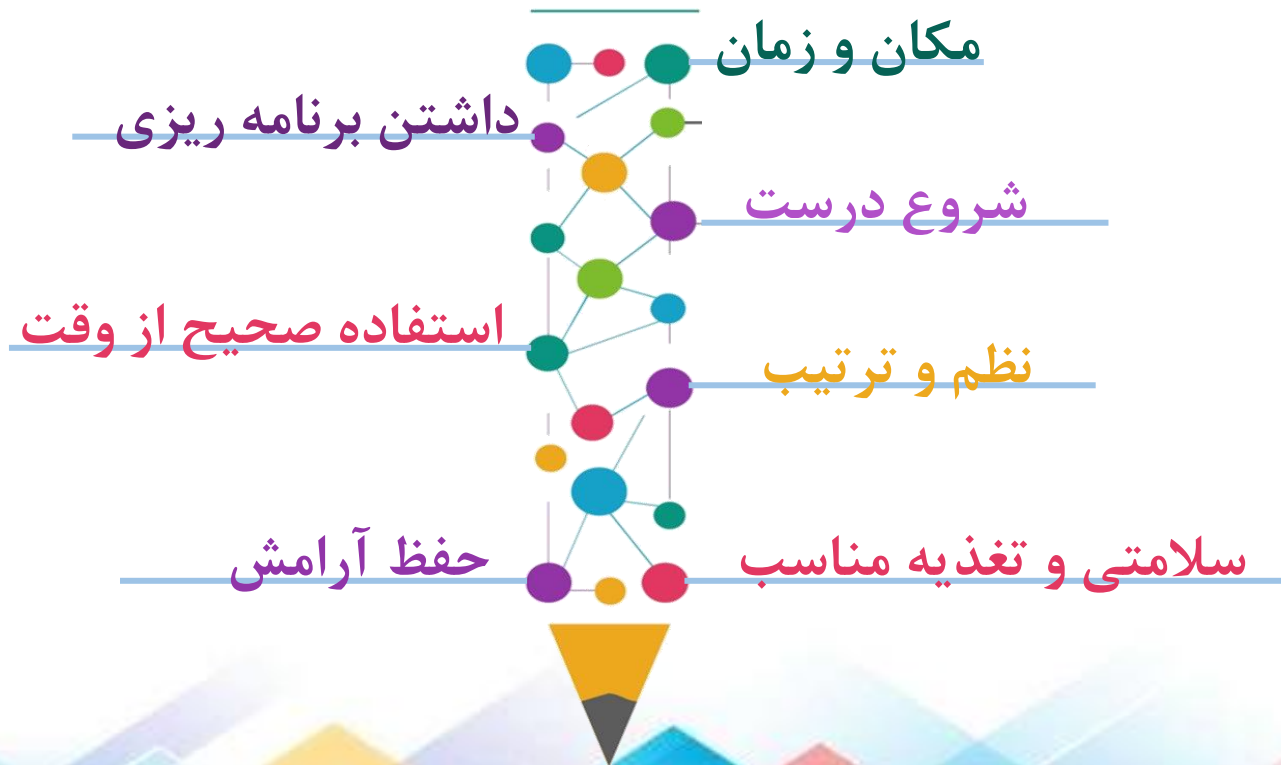 مکان و زمان
داشتن برنامه ریزی
شروع درست
استفاده صحیح از وقت
نظم و ترتیب
سلامتی و تغذیه مناسب
حفظ آرامش